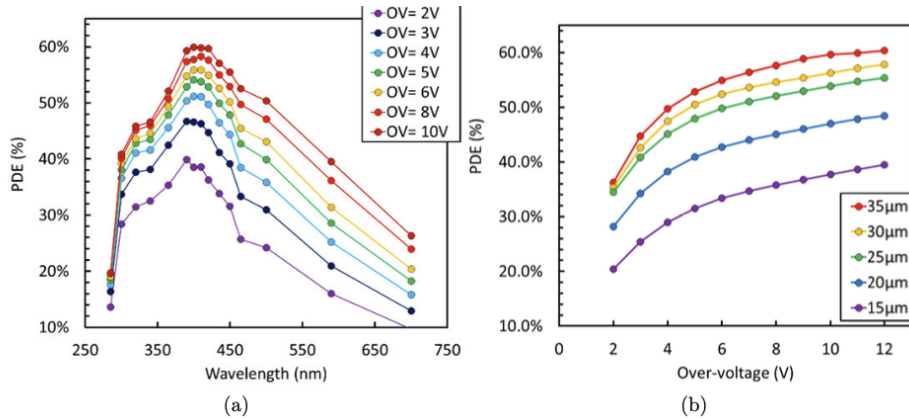 OV= 2V
OV= 3V
OV= 4V
OV= 5V
OV= 6V
OV= 8V
OV= 10V
PDE (%)
60%
50%
40%
30%
20%
10%
250 350 450 550 650 750
Wavelength (nm)
(a)
PDE (%)
60.0%
50.0%
40.0%
30.0%
20.0%
10.0%
35µm
30µm
25µm
20µm
15µm
0 2 4 6 8 10 12
Over-voltage (V)
(b)